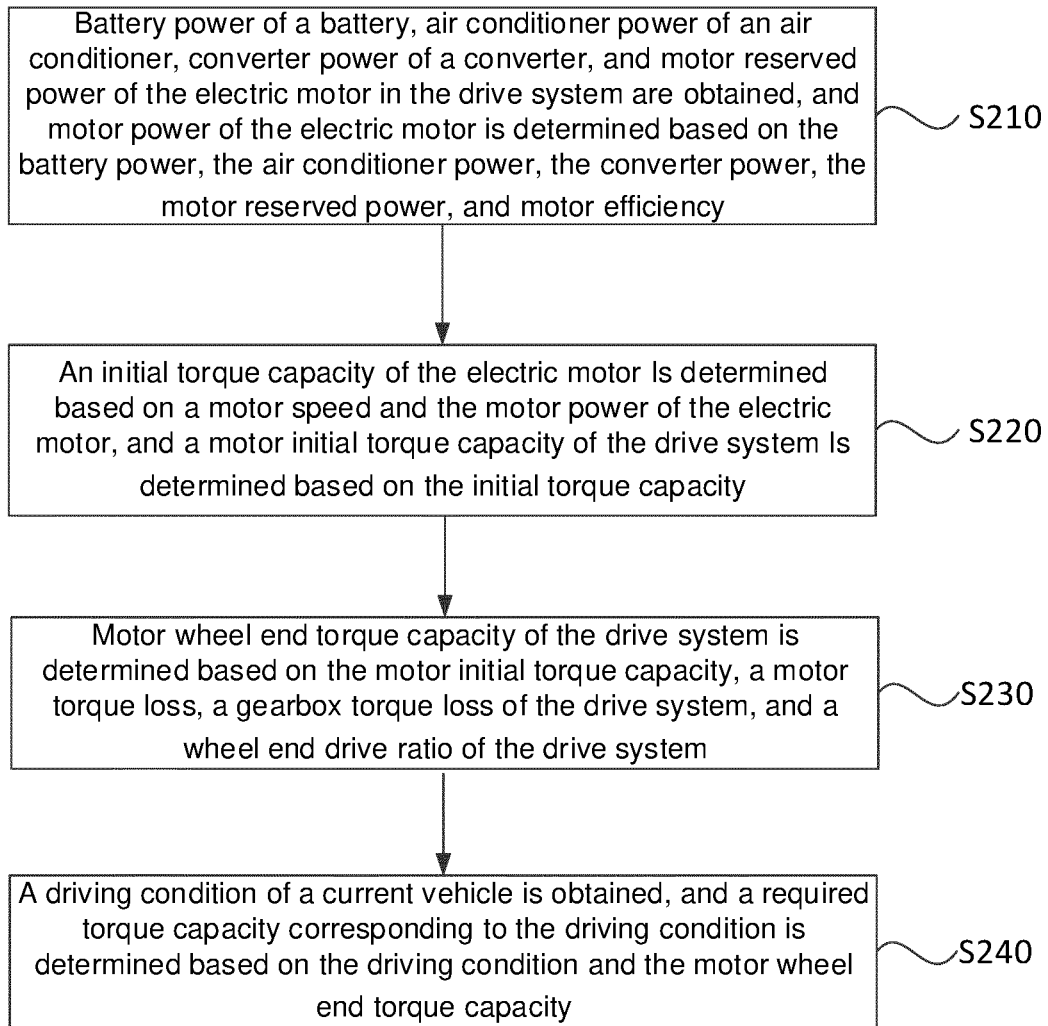 Battery power of a battery, air conditioner power of an air
conditioner, converter power of a converter, and motor reserved
power of the electric motor in the drive system are obtained, and
motor power of the electric motor is determined based on the
battery power, the air conditioner power, the converter power, the
motor reserved power, and motor efficiency
S210
An initial torque capacity of the electric motor Is determined
based on a motor speed and the motor power of the electric
motor, and a motor initial torque capacity of the drive system Is
determined based on the initial torque capacity
S220
Motor wheel end torque capacity of the drive system is
determined based on the motor initial torque capacity, a motor
torque loss, a gearbox torque loss of the drive system, and a
wheel end drive ratio of the drive system
S230
A driving condition of a current vehicle is obtained, and a required
torque capacity corresponding to the driving condition is
determined based on the driving condition and the motor wheel
end torque capacity
S240